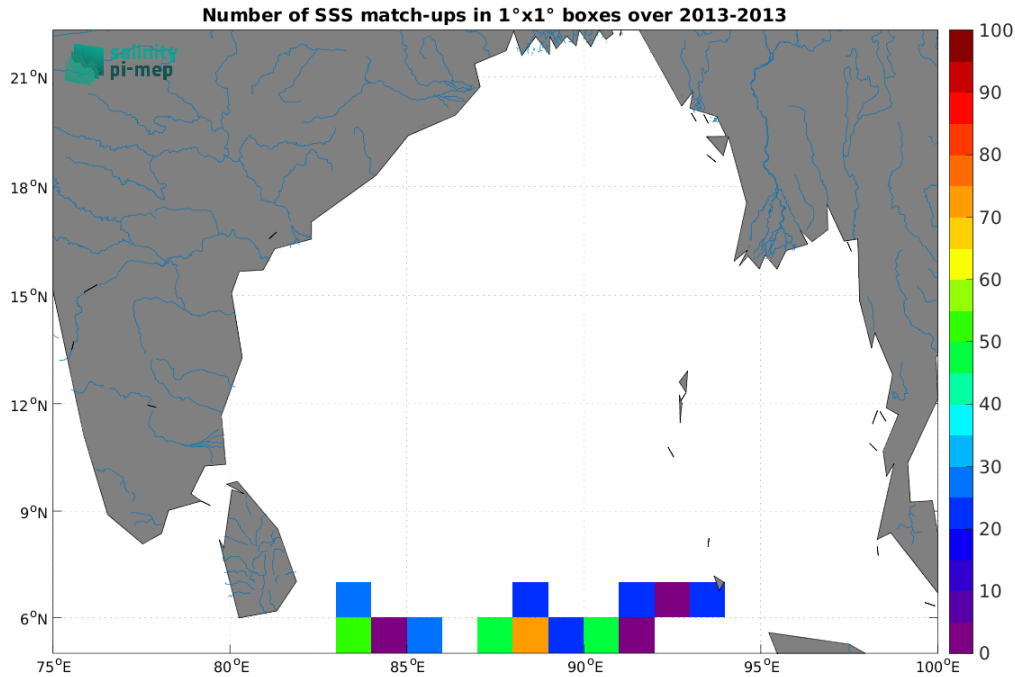 Number of SSS match-ups in 1°x1° boxes over 2013-2013
salinity
pi-mep
21°N
18°N
15°N
12°N
9°N
6°N
75°E
80°E
85°E
90°E
95°E
100°E
100
90
80
70
60
50
40
30
20
10
0